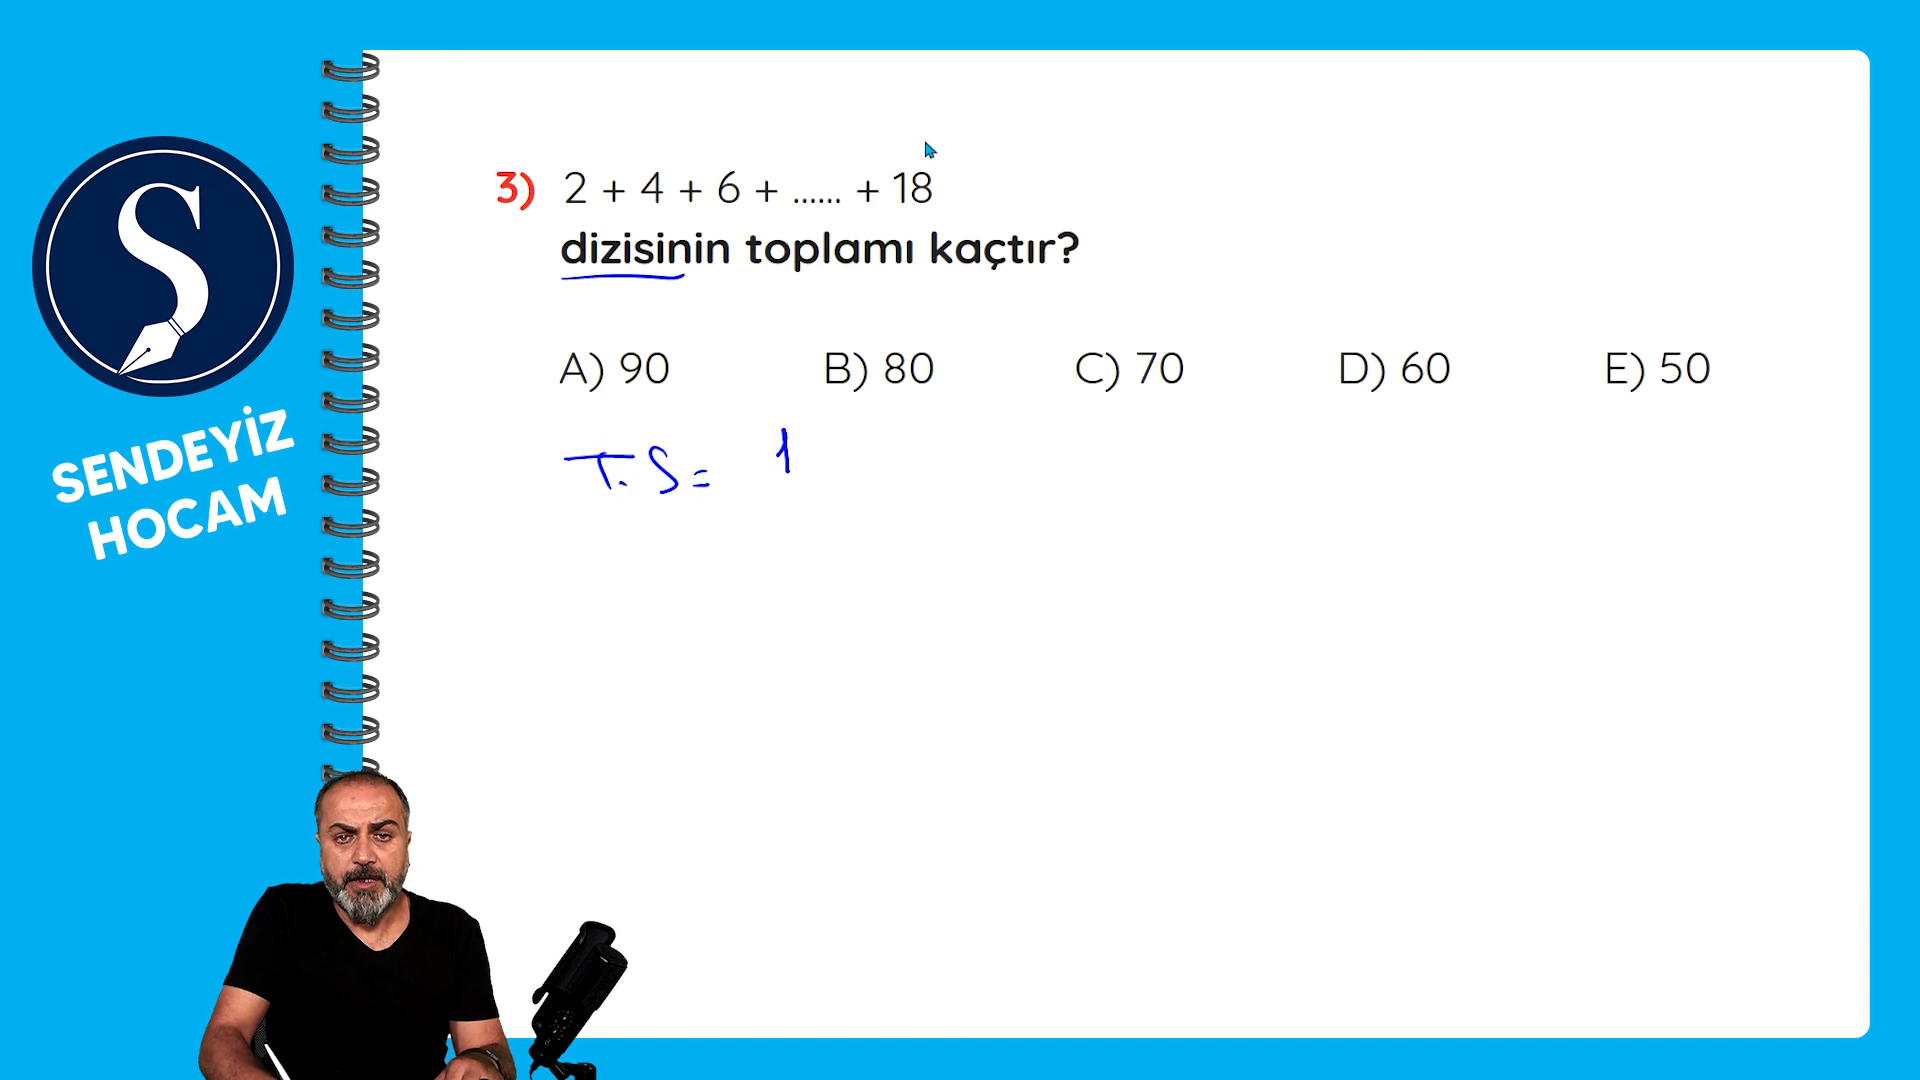 SENDEYİZ
HOCAM
3) 2 + 4 + 6 + ...... + 18
dizisinin toplamı kaçtır?
A) 90 B) 80 C) 70 D) 60 E) 50
T.S= 1